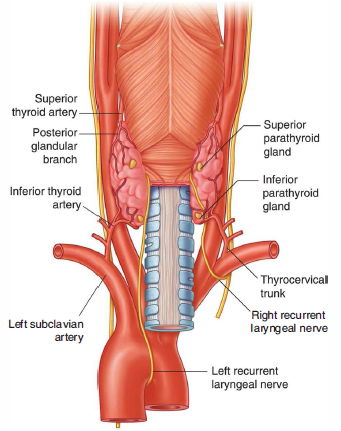 Superior
thyroid artery
Posterior
glandular
branch
Inferior thyroid
artery
Left subclavian
artery
Superior
parathyroid
gland
Inferior
parathyroid
gland
Thyrocervicall
trunk
Right recurrent
laryngeal nerve
Left recurrent
laryngeal nerve